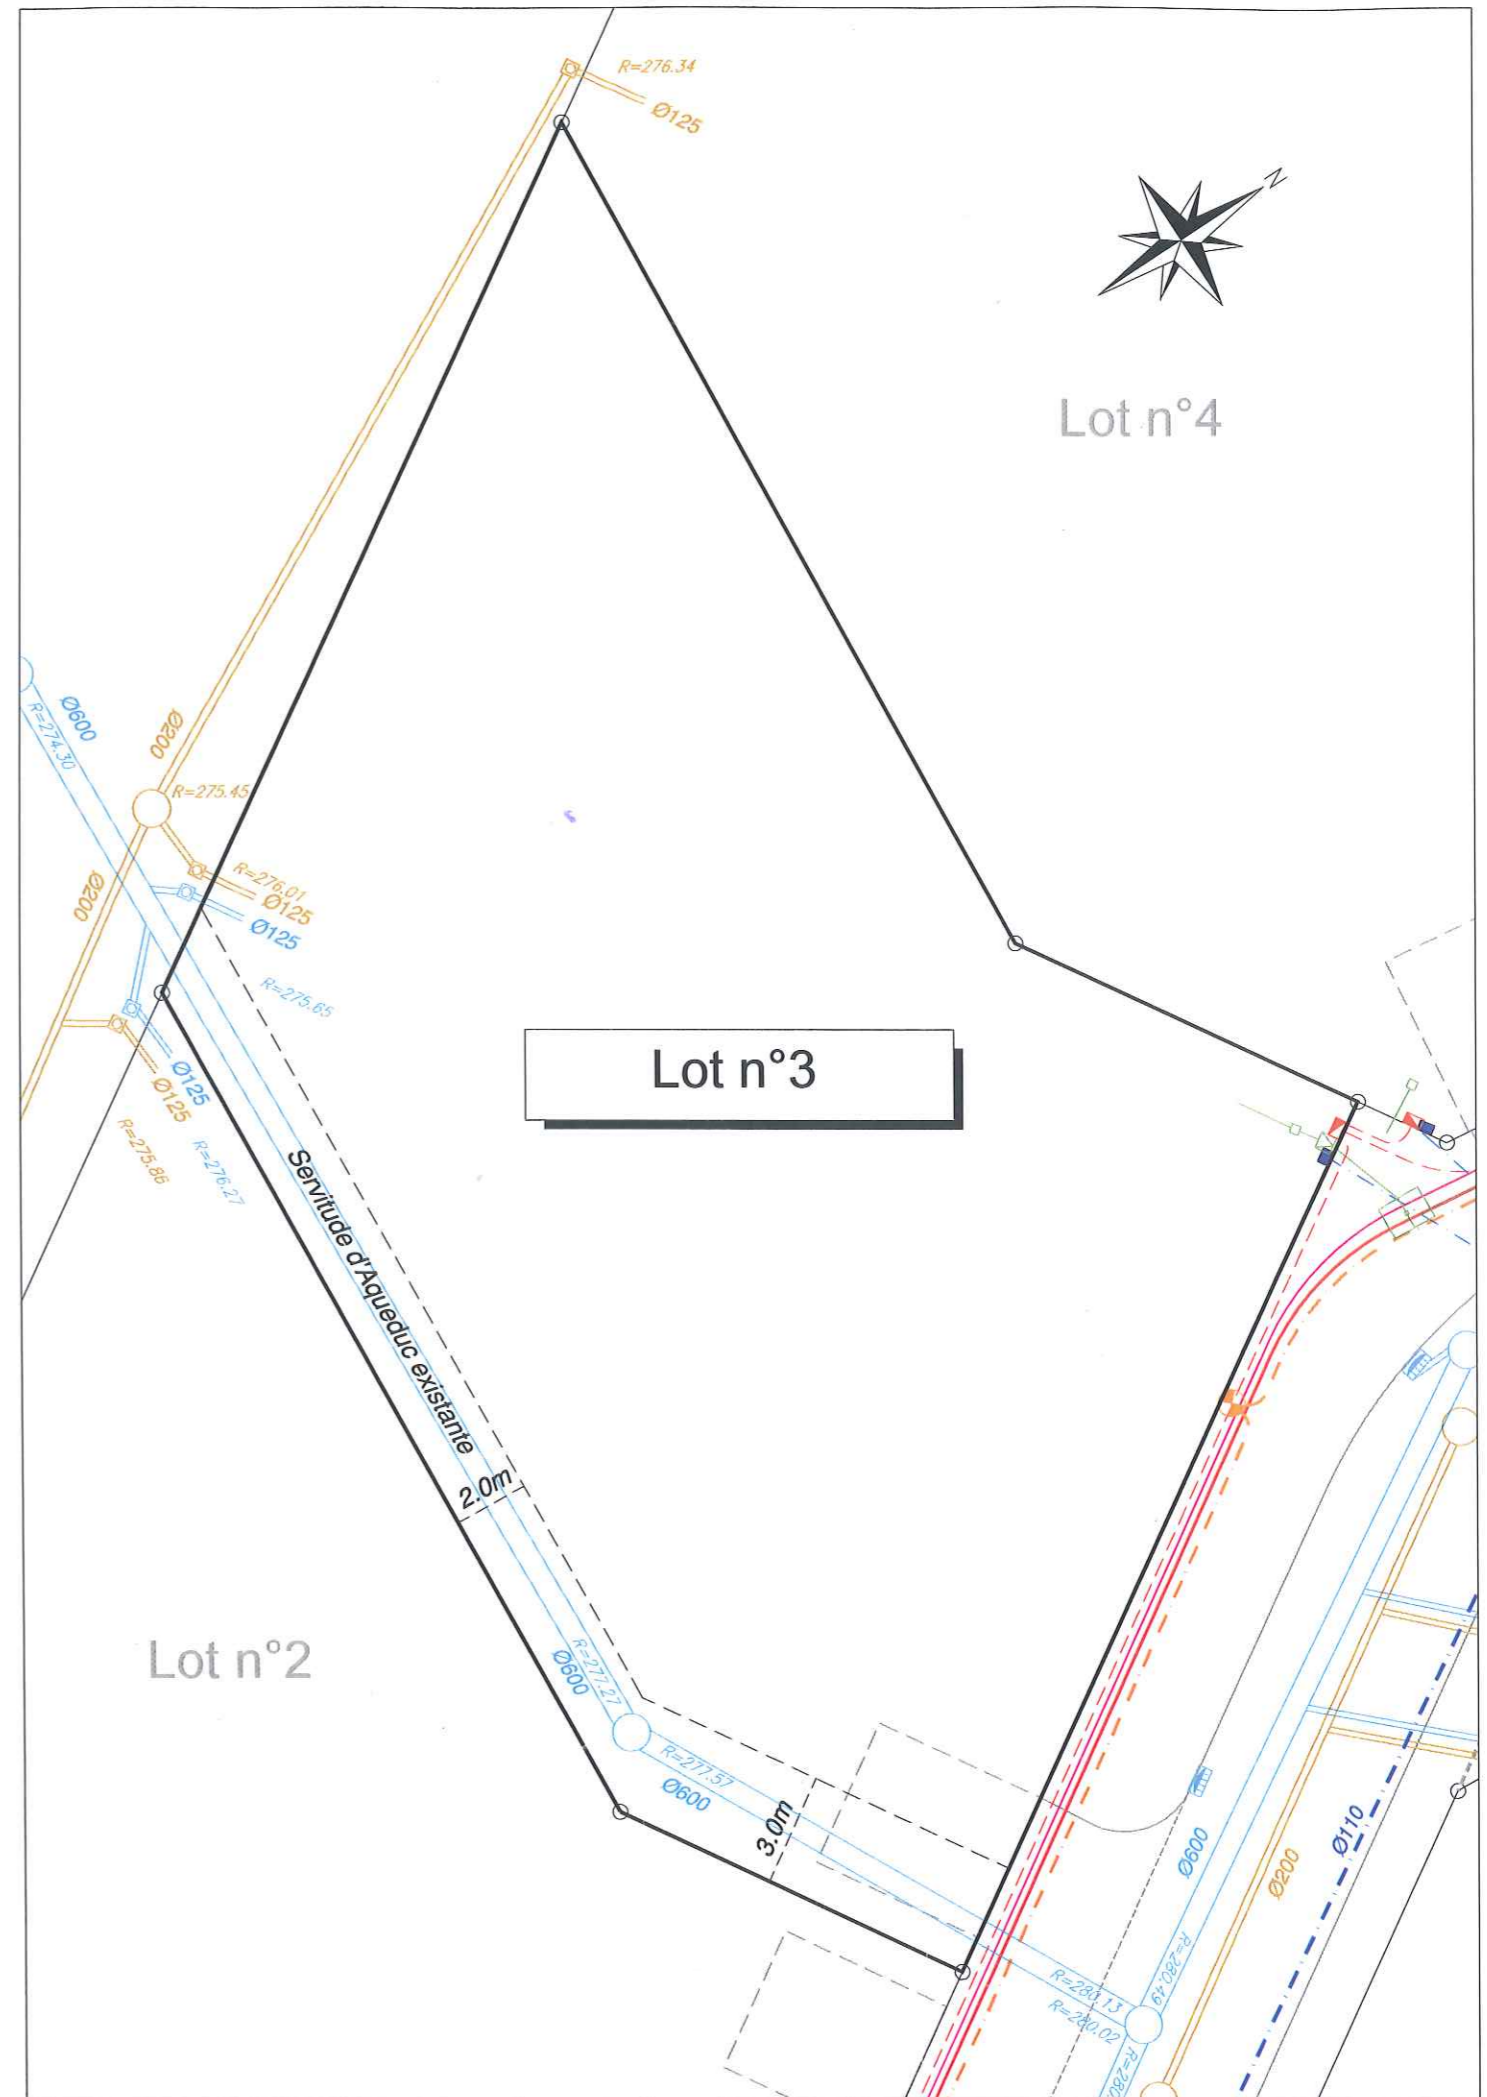 R=276.34
Ø125
N
Lot n°4
Ø600
R=274.30
Ø200
R=275.45
Ø200
R=276.01
Ø125
Ø125
R=275.65
Lot n°3
Ø125
Ø125
R=275.86
R=276.27
Servitude d'Aqueduc existante
2.0m
Lot n°2
Ø600
R=277.27
R=277.57
Ø600
3.0m
Ø600
Ø200
Ø110
R=280.49
R=280.13
R=280.02
R=280.